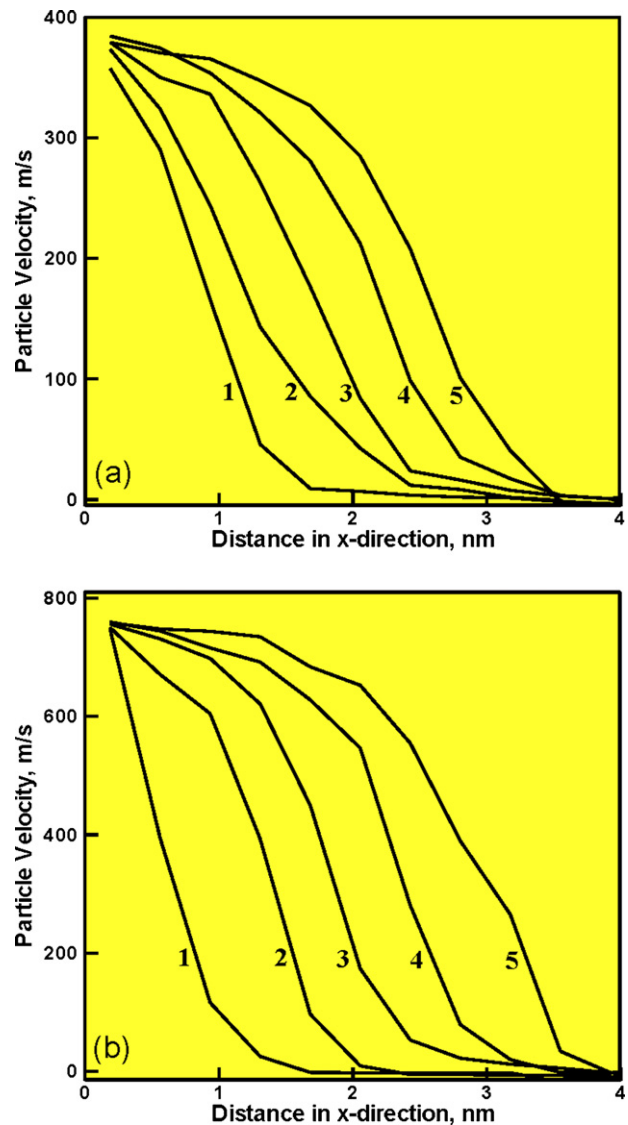 400
300
200
100
0
Particle Velocity, m/s
1 2 3 4 5
(a)
0 1 2 3 4
Distance in x-direction, nm
800
600
400
200
0
Particle Velocity, m/s
1 2 3 4 5
(b)
0 1 2 3 4
Distance in x-direction, nm